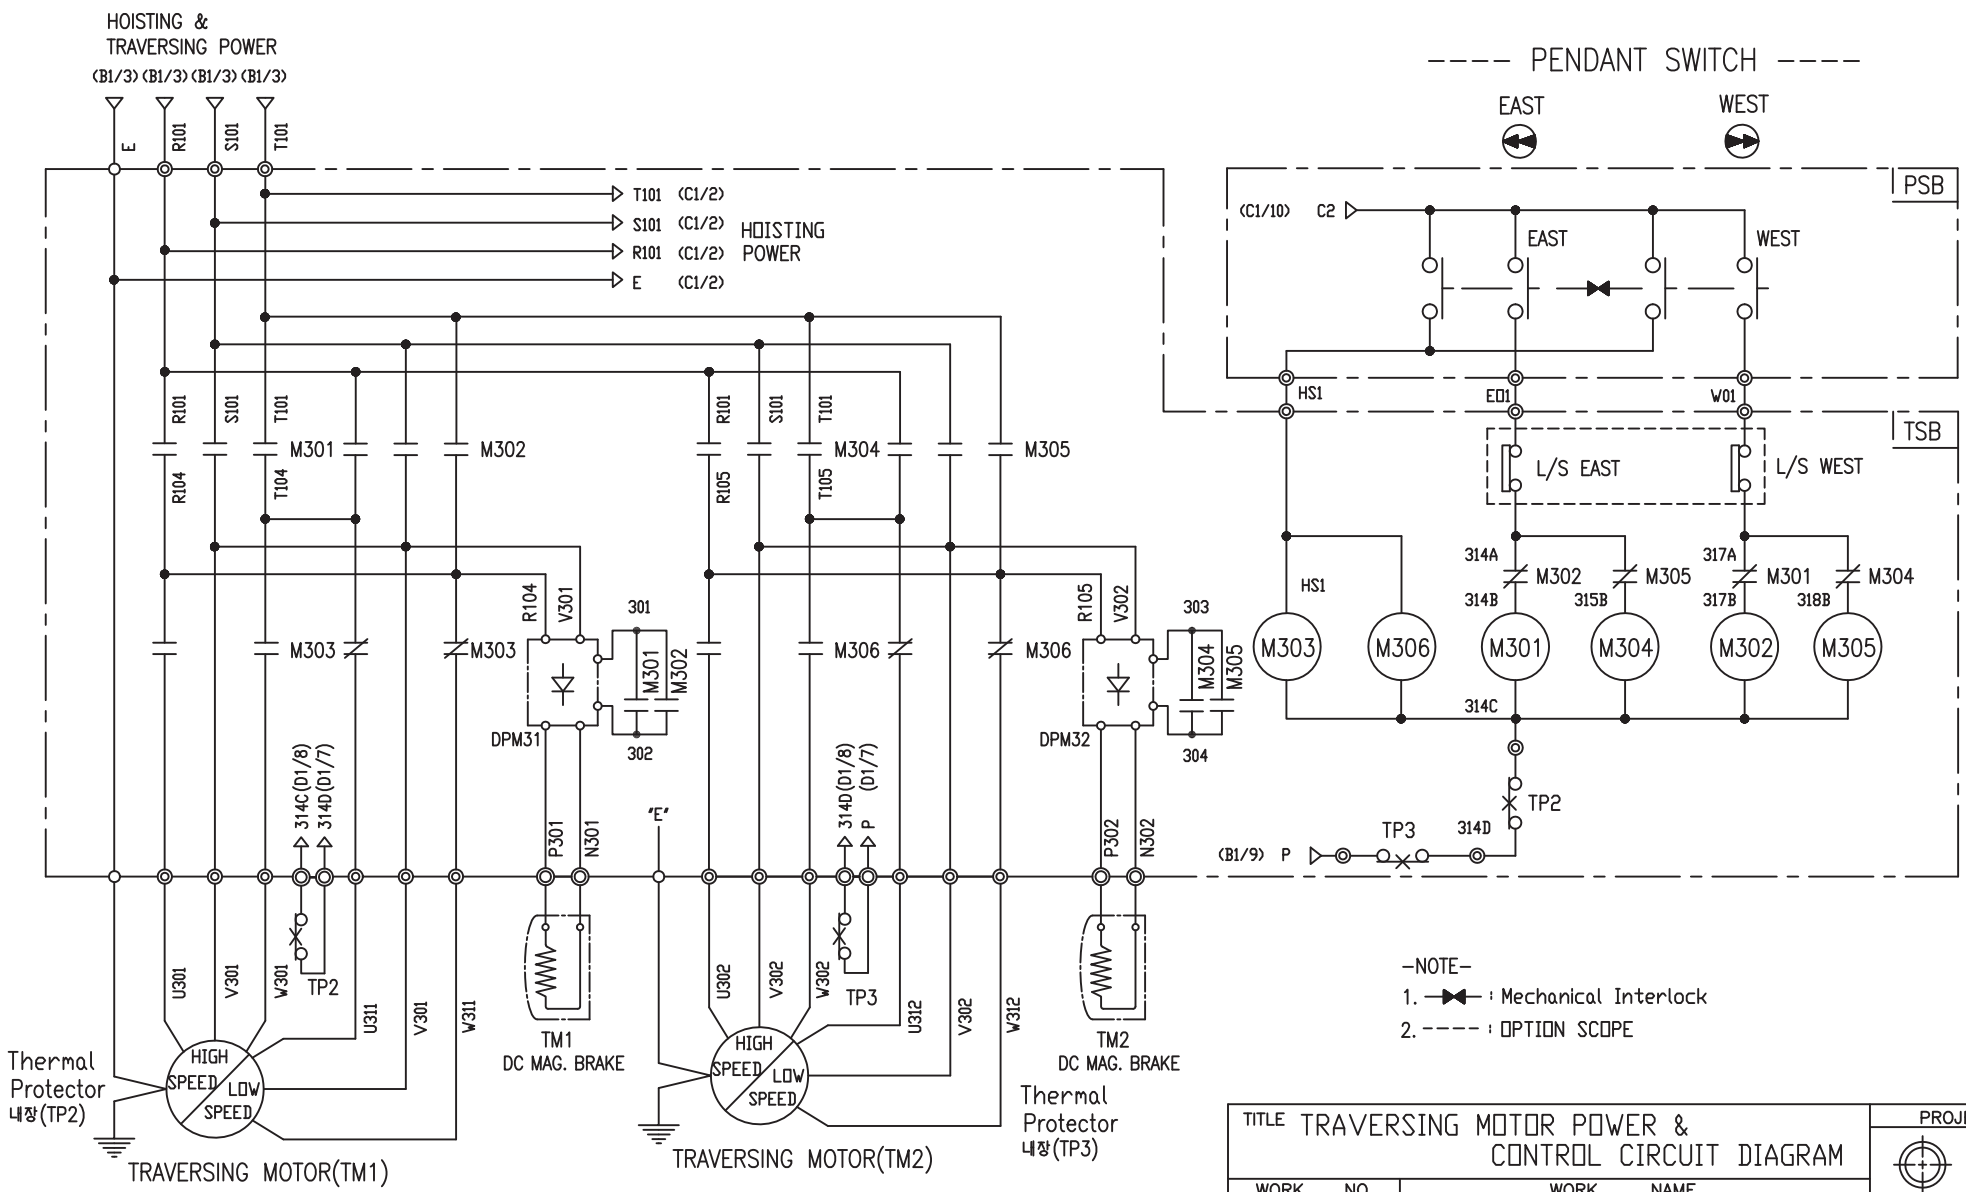 HOISTING &
TRAVERSING POWER
(B1/3) (B1/3) (B1/3) (B1/3)
E
R101
S101
T101
T101 (C1/2)
S101 (C1/2)
R101 (C1/2)
E (C1/2)
HOISTING
POWER
R101
S101
T101
M301
M302
R104
T104
R101
S101
T101
M304
M305
R105
T105
M303
M303
R104
V301
301
M301
M302
DPM31
302
M306
M306
R105
V302
303
M304
M305
DPM32
304
314C(D1/8)
314D(D1/7)
P301
N301
"E"
314D(D1/8)
P (D1/7)
P302
N302
U301
V301
W301
TP2
U311
V301
W311
TM1
DC MAG. BRAKE
U302
V302
W302
TP3
U312
V302
W312
TM2
DC MAG. BRAKE
Thermal
Protector
내장(TP2)
HIGH
SPEED
LOW
SPEED
TRAVERSING MOTOR(TM1)
HIGH
SPEED
LOW
SPEED
TRAVERSING MOTOR(TM2)
Thermal
Protector
내장(TP3)
---- PENDANT SWITCH ----
EAST
WEST
PSB
(C1/10) C2
EAST
WEST
HS1
E01
W01
TSB
L/S EAST
L/S WEST
314A
M302
M305
317A
M301
M304
HS1
314B
315B
317B
318B
M303
M306
M301
M304
M302
M305
314C
TP2
TP3
314D
(B1/9) P
-NOTE-
1. : Mechanical Interlock
2. ---- : OPTION SCOPE
TITLE TRAVERSING MOTOR POWER &
CONTROL CIRCUIT DIAGRAM
PROJE
WORK NO
WORK NAME